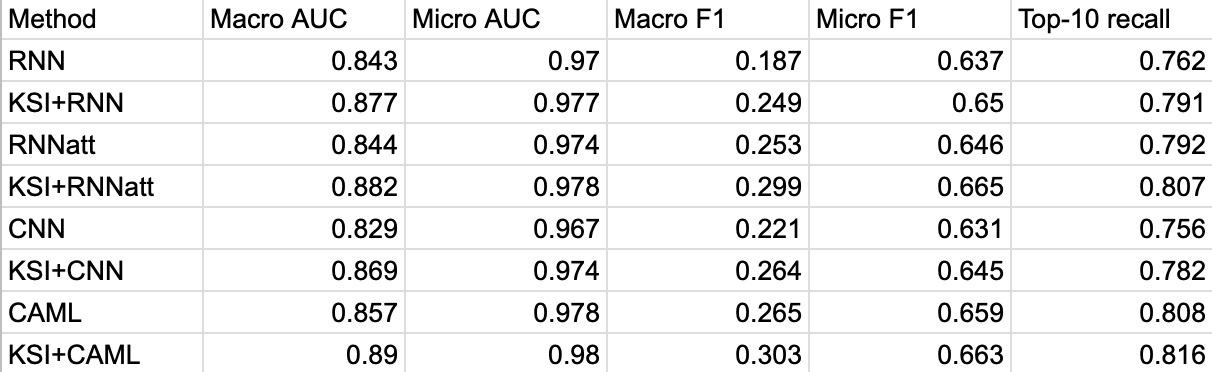 Method Macro AUC Micro AUC Macro F1 Micro F1 Top-10 recall
RNN 0.843 0.97 0.187 0.637 0.762
KSI+RNN 0.877 0.977 0.249 0.65 0.791
RNNatt 0.844 0.974 0.253 0.646 0.792
KSI+RNNatt 0.882 0.978 0.299 0.665 0.807
CNN 0.829 0.967 0.221 0.631 0.756
KSI+CNN 0.869 0.974 0.264 0.645 0.782
CAML 0.857 0.978 0.265 0.659 0.808
KSI+CAML 0.89 0.98 0.303 0.663 0.816